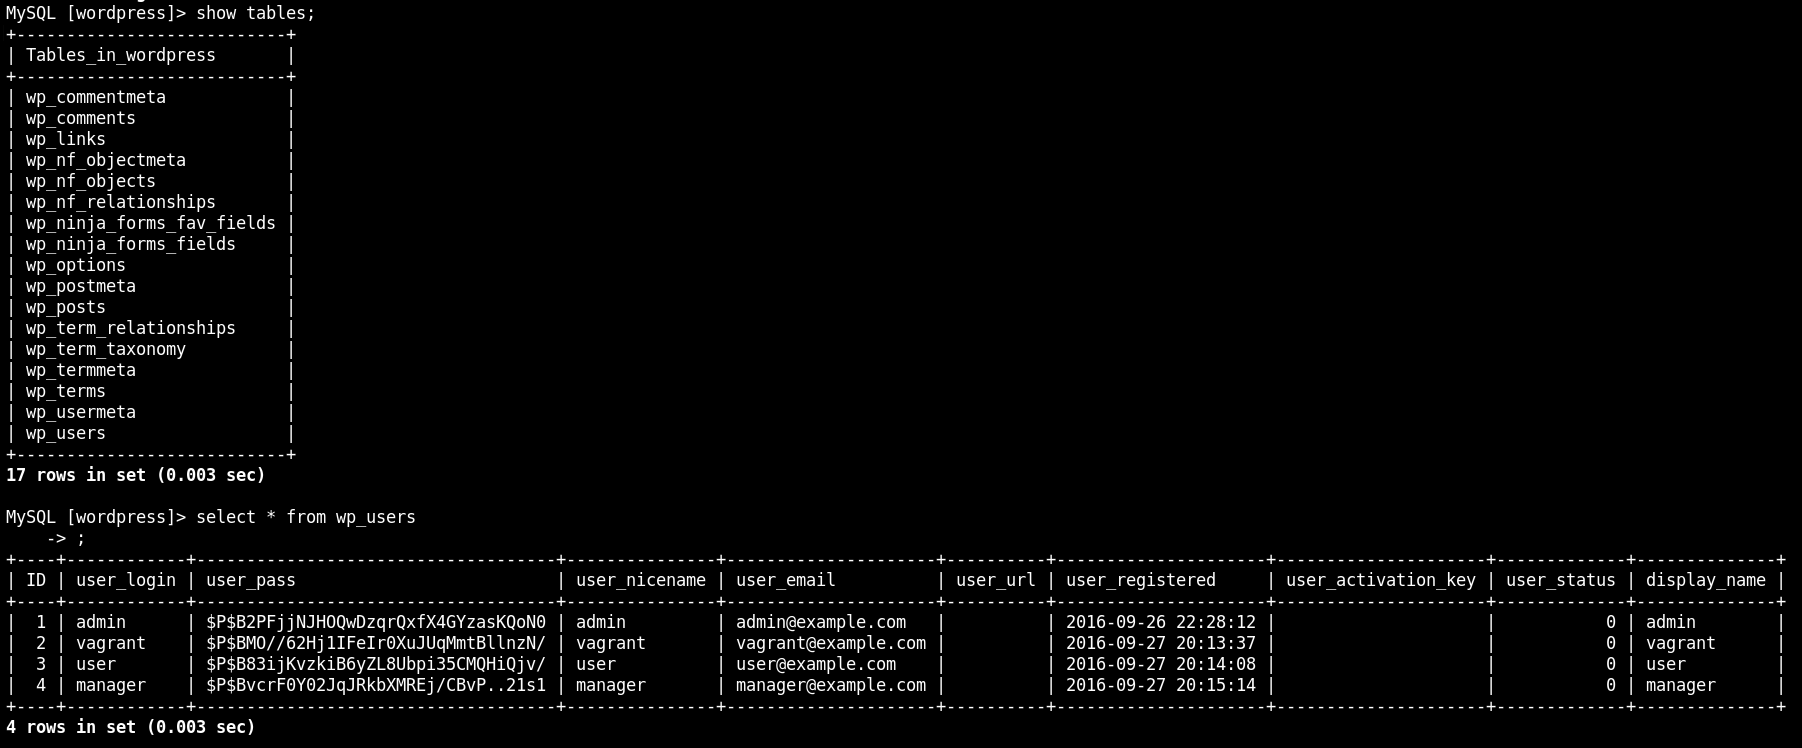 MySQL [wordpress]> show tables;
+---------------------------+
| Tables_in_wordpress       |
+---------------------------+
| wp_commentmeta            |
| wp_comments               |
| wp_links                  |
| wp_nf_objectmeta          |
| wp_nf_objects             |
| wp_nf_relationships       |
| wp_ninja_forms_fav_fields |
| wp_ninja_forms_fields     |
| wp_options                |
| wp_postmeta               |
| wp_posts                  |
| wp_term_relationships     |
| wp_term_taxonomy          |
| wp_termmeta               |
| wp_terms                  |
| wp_usermeta               |
| wp_users                  |
+---------------------------+
17 rows in set (0.003 sec)

MySQL [wordpress]> select * from wp_users
    -> ;
+----+------------+------------------------------------+---------------+---------------------+----------+---------------------+---------------------+-------------+--------------+
| ID | user_login | user_pass                          | user_nicename | user_email          | user_url | user_registered     | user_activation_key | user_status | display_name |
+----+------------+------------------------------------+---------------+---------------------+----------+---------------------+---------------------+-------------+--------------+
|  1 | admin      | $P$B2PFjjNJHOQwDzqrQxfX4GYzasKQoN0 | admin         | admin@example.com   |          | 2016-09-26 22:28:12 |                     |           0 | admin        |
|  2 | vagrant    | $P$BMO//62Hj1IFeIr0XuJUqMmtBllnzN/ | vagrant       | vagrant@example.com |          | 2016-09-27 20:13:37 |                     |           0 | vagrant      |
|  3 | user       | $P$B83ijKvzkiB6yZL8Ubpi35CMQHiQjv/ | user          | user@example.com    |          | 2016-09-27 20:14:08 |                     |           0 | user         |
|  4 | manager    | $P$BvcrF0Y02JqJRkbXMREj/CBvP..21s1 | manager       | manager@example.com |          | 2016-09-27 20:15:14 |                     |           0 | manager      |
+----+------------+------------------------------------+---------------+---------------------+----------+---------------------+---------------------+-------------+--------------+
4 rows in set (0.003 sec)